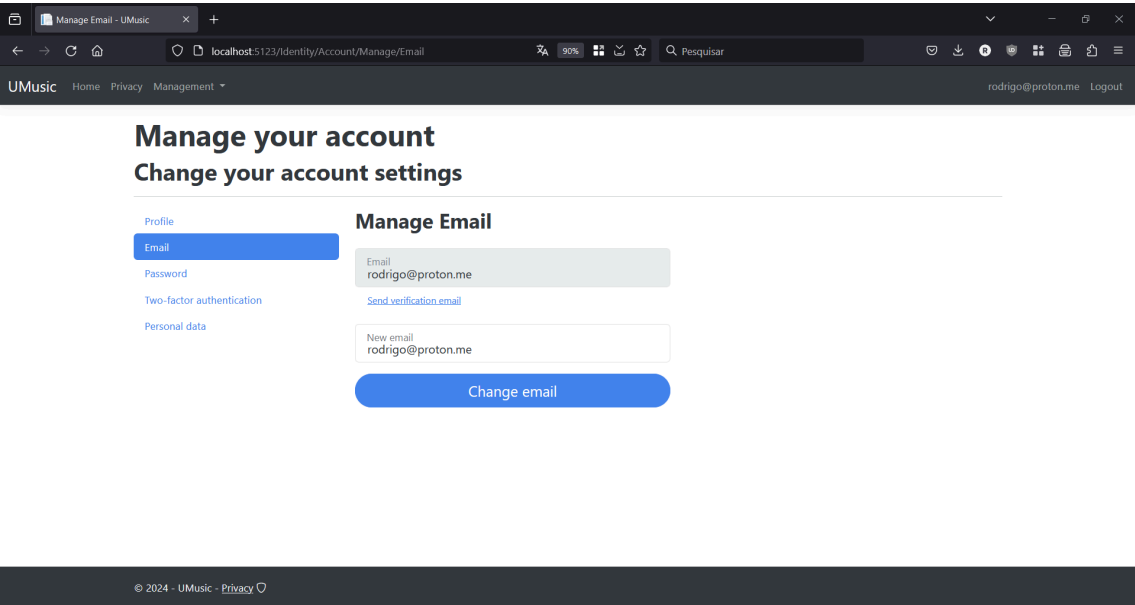 Manage Email - UMusic
localhost:5123/Identity/Account/Manage/Email
90%
Pesquisar
UMusic Home Privacy Management
rodrigo@proton.me Logout
Manage your account
Change your account settings
Profile
Email
Password
Two-factor authentication
Personal data
Manage Email
Email
rodrigo@proton.me
Send verification email
New email
rodrigo@proton.me
Change email
© 2024 - UMusic - Privacy